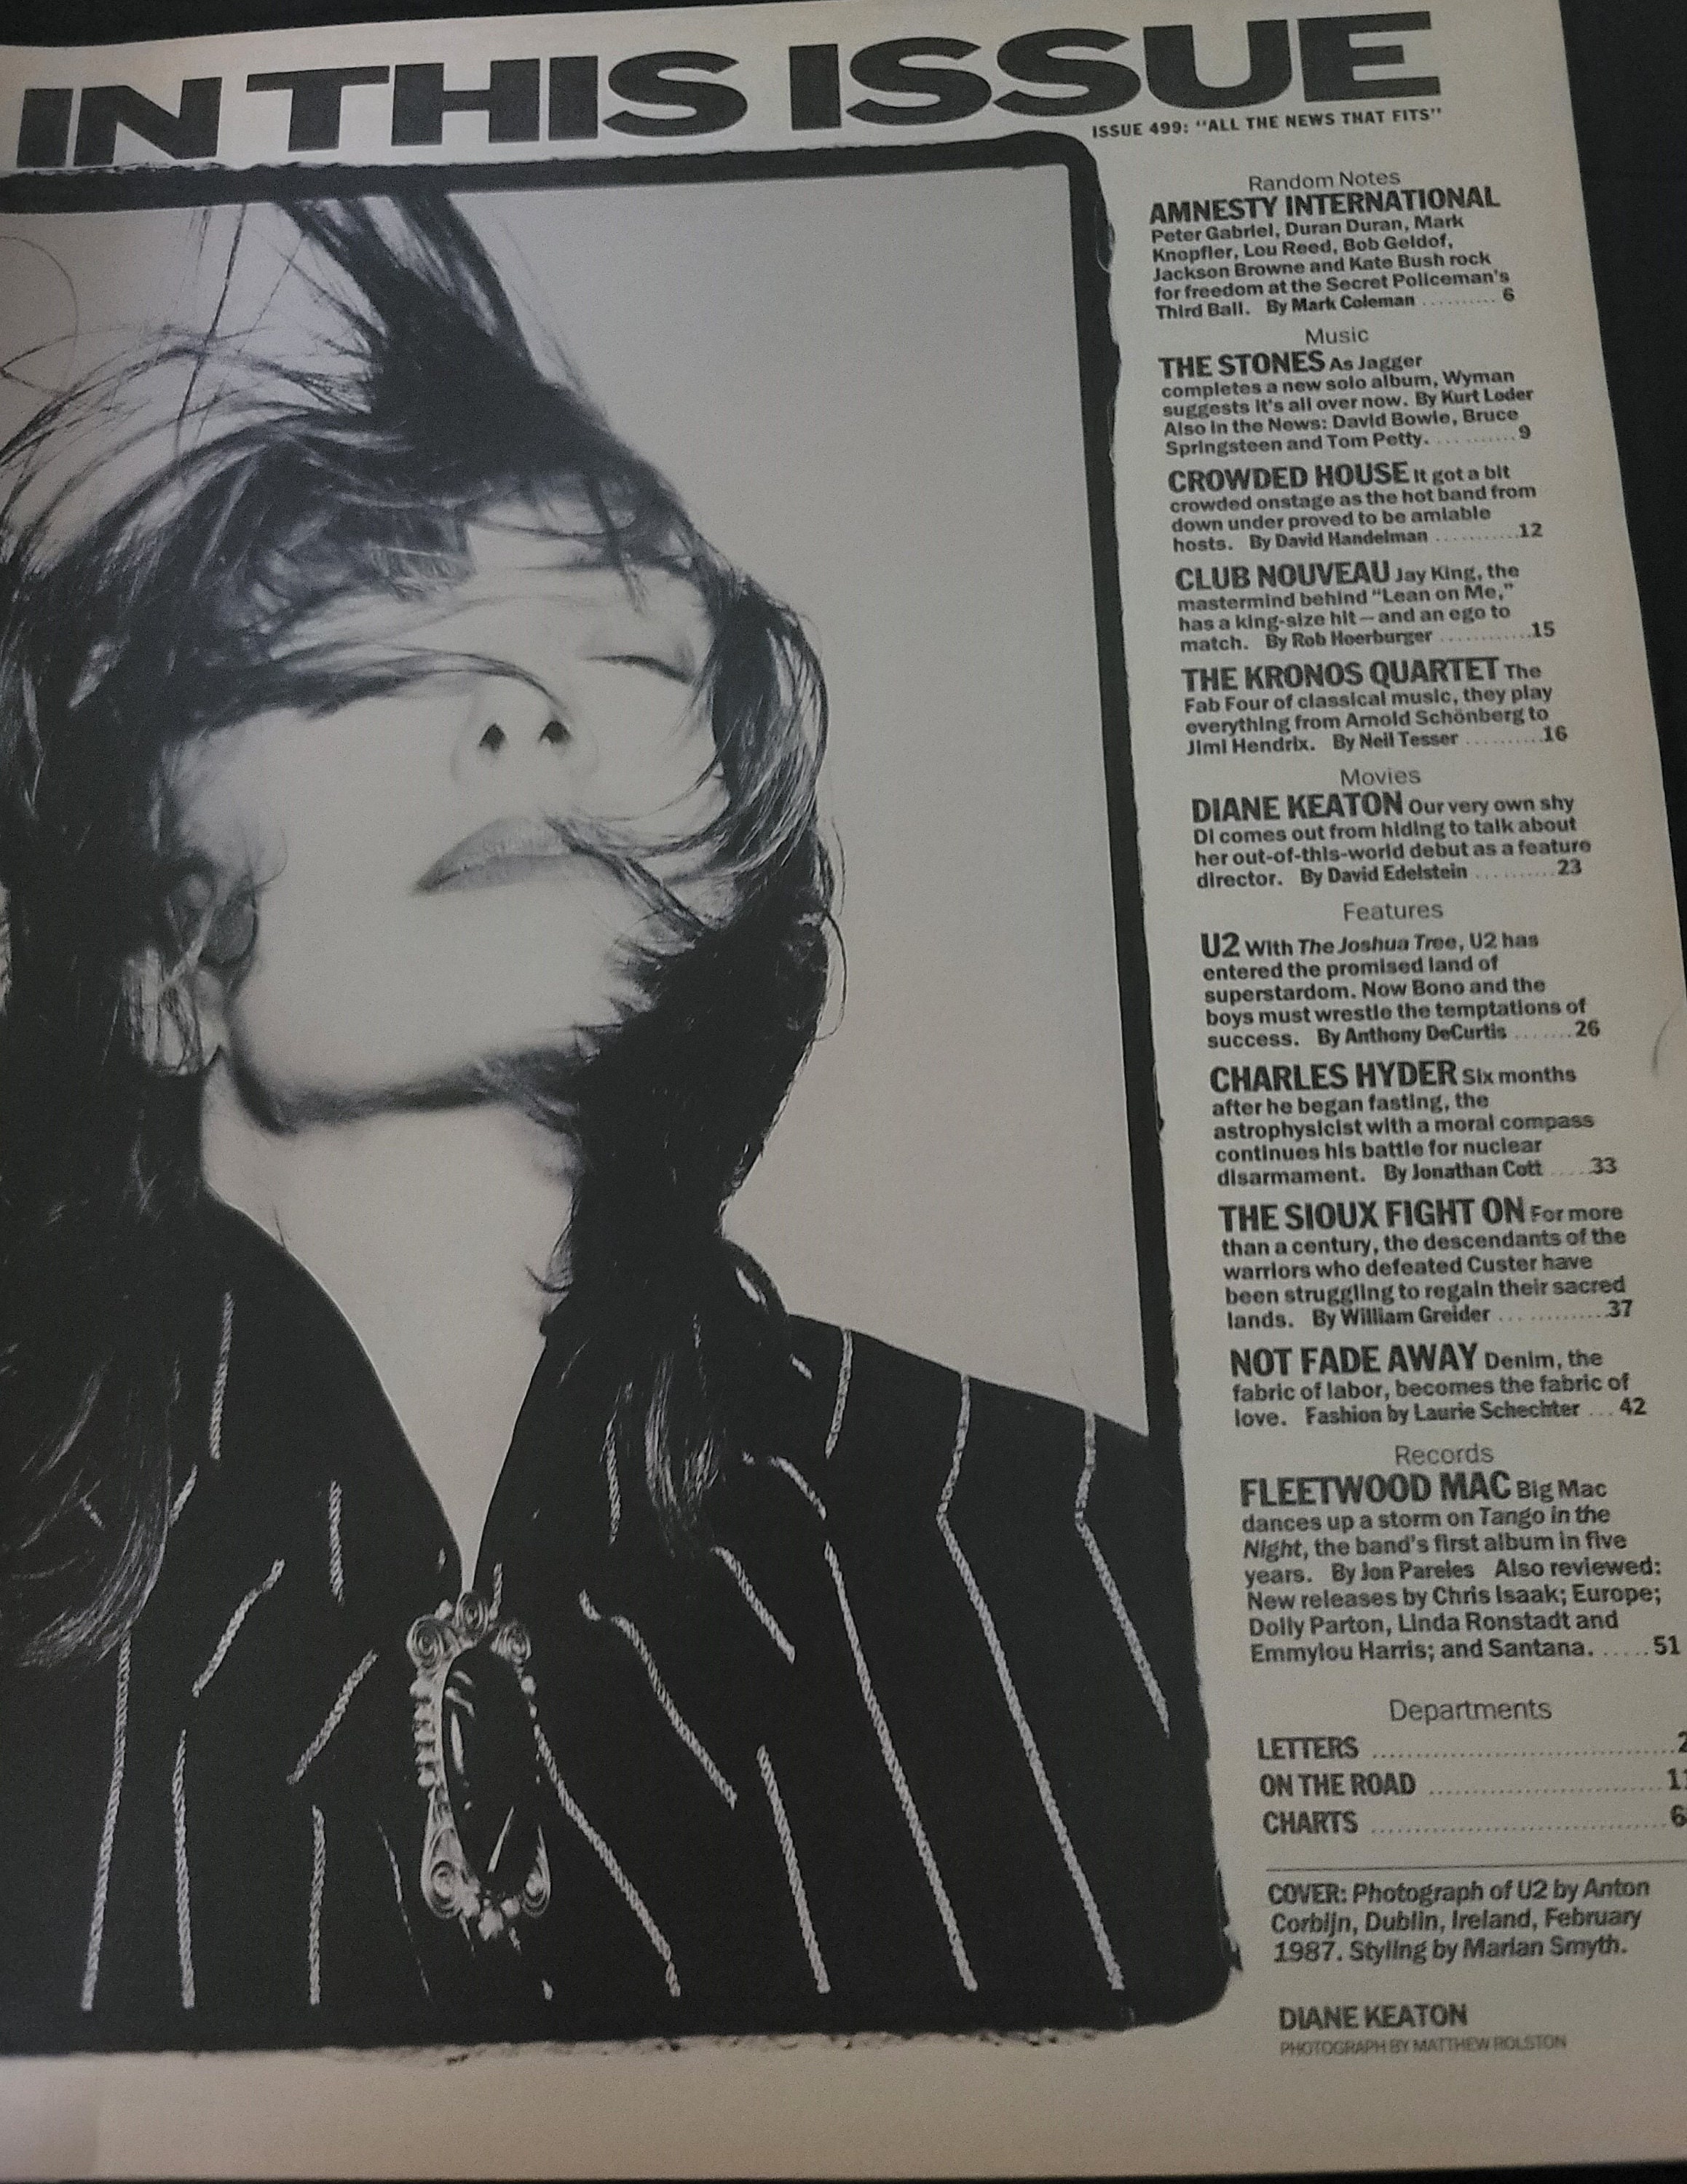 IN THIS ISSUE
ISSUE 499: "ALL THE NEWS THAT FITS"
Random Notes
AMNESTY INTERNATIONAL
Peter Gabriel, Duran Duran, Mark
Knopfler, Lou Reed, Bob Geldof,
Jackson Browne and Kate Bush rock
for freedom at the Secret Policeman's
Third Ball. By Mark Coleman .......... 6
Music
THE STONES As Jagger
completes a new solo album, Wyman
suggests it's all over now. By Kurt Loder
Also in the News: David Bowie, Bruce
Springsteen and Tom Petty. ..........9
CROWDED HOUSE It got a bit
crowded onstage as the hot band from
down under proved to be amiable
hosts. By David Handelman ...........12
CLUB NOUVEAU Jay King, the
mastermind behind "Lean on Me,"
has a king-size hit — and an ego to
match. By Rob Hoerburger ............15
THE KRONOS QUARTET The
Fab Four of classical music, they play
everything from Arnold Schönberg to
Jimi Hendrix. By Neil Tesser ..........16
Movies
DIANE KEATON Our very own shy
Di comes out from hiding to talk about
her out-of-this-world debut as a feature
director. By David Edelstein ..........23
Features
U2 With The Joshua Tree, U2 has
entered the promised land of
superstardom. Now Bono and the
boys must wrestle the temptations of
success. By Anthony DeCurtis .......26
CHARLES HYDER Six months
after he began fasting, the
astrophysicist with a moral compass
continues his battle for nuclear
disarmament. By Jonathan Cott .....33
THE SIOUX FIGHT ON For more
than a century, the descendants of the
warriors who defeated Custer have
been struggling to regain their sacred
lands. By William Greider .............37
NOT FADE AWAY Denim, the
fabric of labor, becomes the fabric of
love. Fashion by Laurie Schechter ... 42
Records
FLEETWOOD MAC Big Mac
dances up a storm on Tango in the
Night, the band's first album in five
years. By Jon Pareles Also reviewed:
New releases by Chris Isaak; Europe;
Dolly Parton, Linda Ronstadt and
Emmylou Harris; and Santana. ......51
Departments
LETTERS ....................................2
ON THE ROAD ..............................11
CHARTS ...................................6
COVER: Photograph of U2 by Anton
Corbijn, Dublin, Ireland, February
1987. Styling by Marian Smyth.
DIANE KEATON
PHOTOGRAPH BY MATTHEW ROLSTON